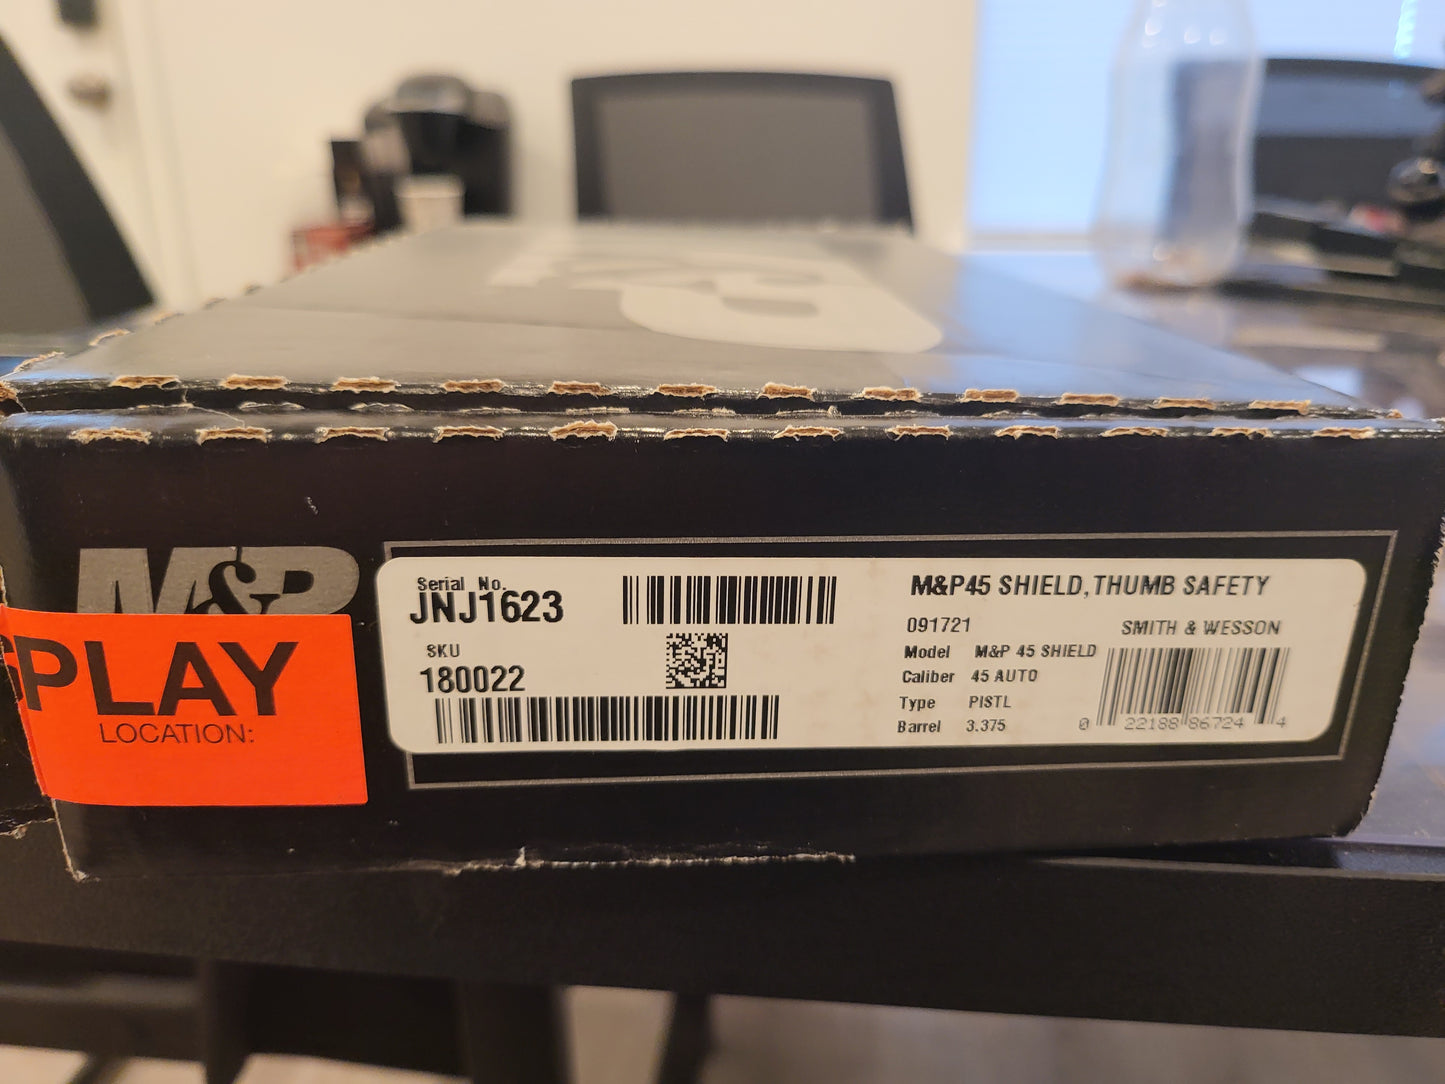 M&P
M&P
PLAY
LOCATION:
Serial No.
JNJ1623
SKU
180022
M&P45 SHIELD,THUMB SAFETY
091721
SMITH & WESSON
Model M&P 45 SHIELD
Caliber 45 AUTO
Type PISTL
Barrel 3.375
0 22188 86724 4